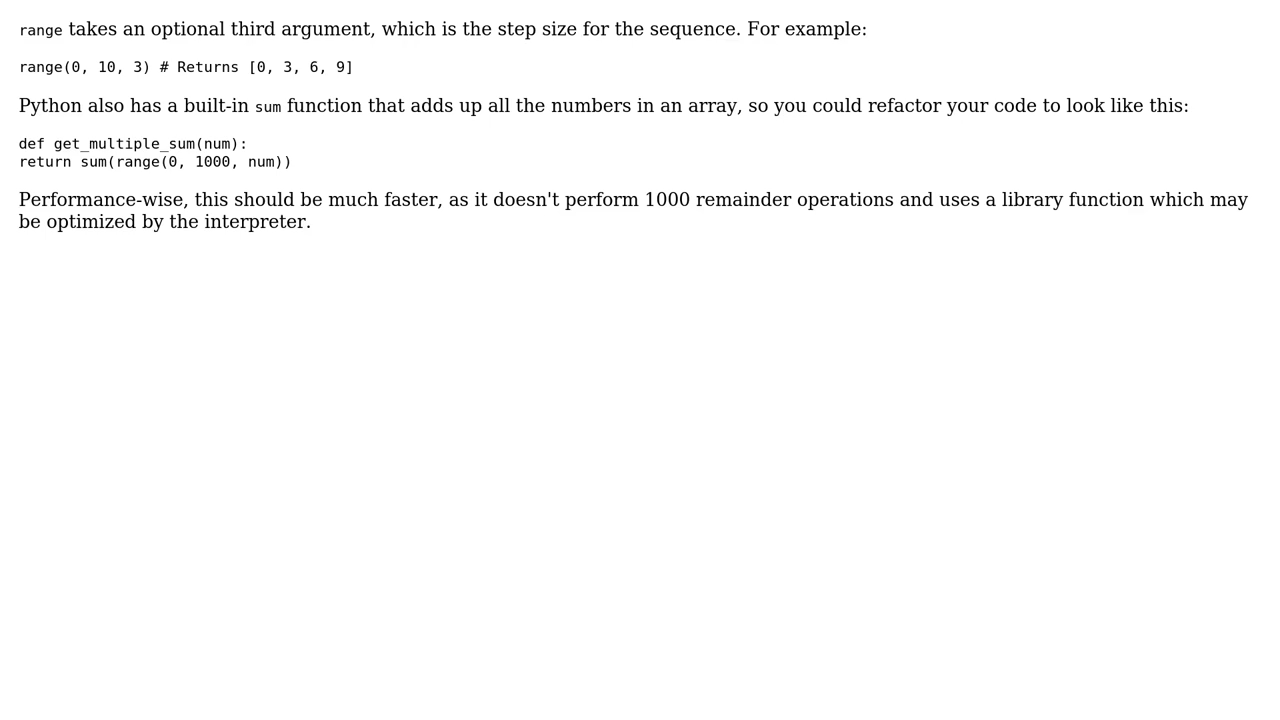 range takes an optional third argument, which is the step size for the sequence. For example:
range(0, 10, 3) # Returns [0, 3, 6, 9]
Python also has a built-in sum function that adds up all the numbers in an array, so you could refactor your code to look like this:
def get_multiple_sum(num):
return sum(range(0, 1000, num))
Performance-wise, this should be much faster, as it doesn't perform 1000 remainder operations and uses a library function which may
be optimized by the interpreter.